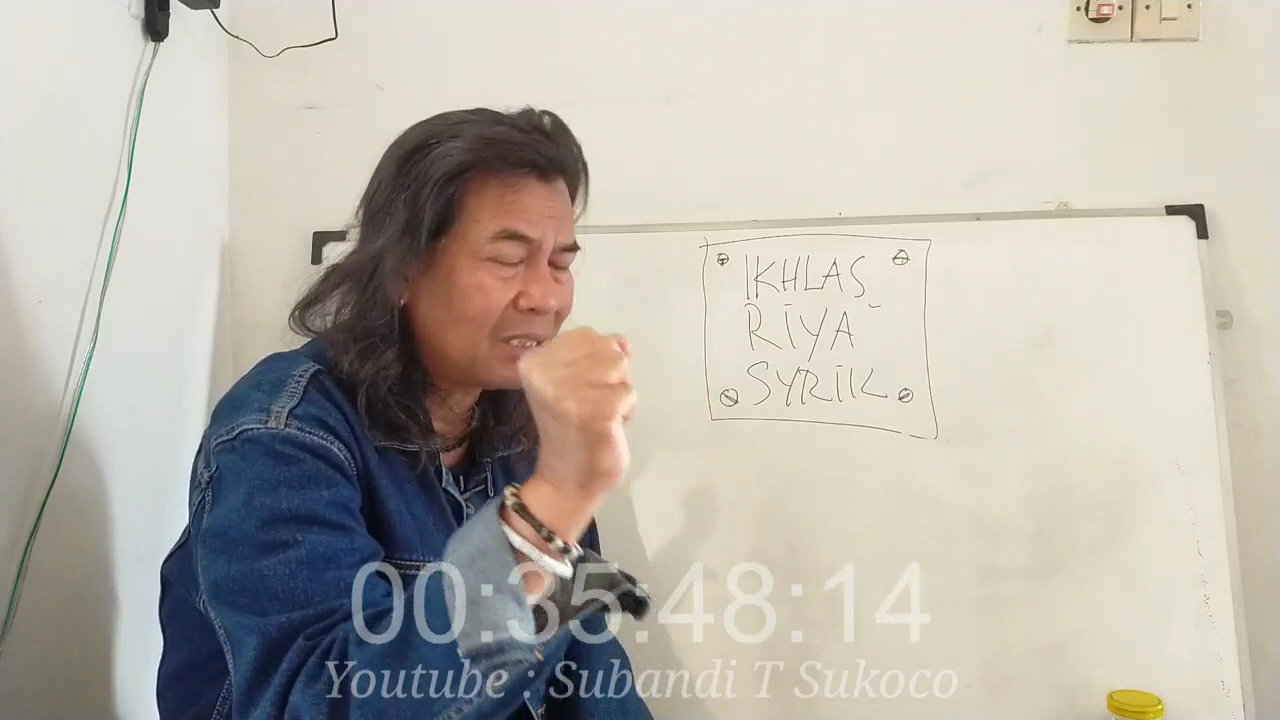 IKHLAS
RIYA
SYRIK
00:35:48:14
Youtube : Subandi T Sukoco